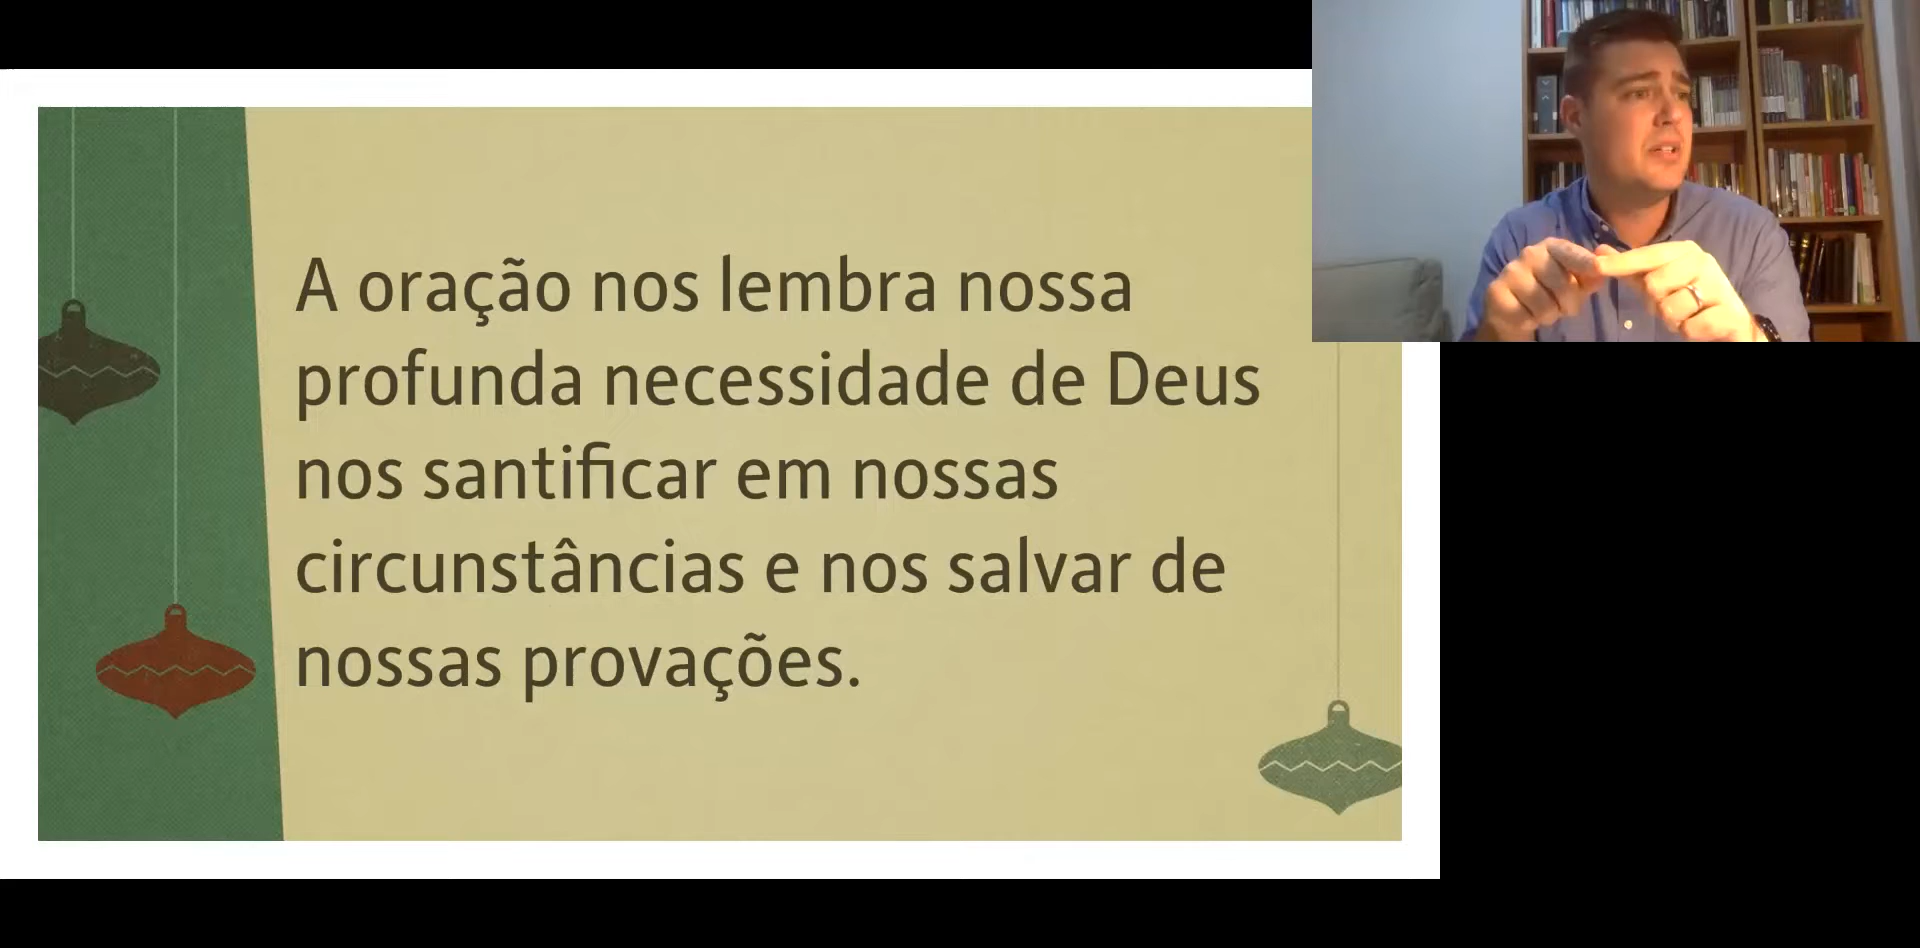 A oração nos lembra nossa
profunda necessidade de Deus
nos santificar em nossas
circunstâncias e nos salvar de
nossas provações.